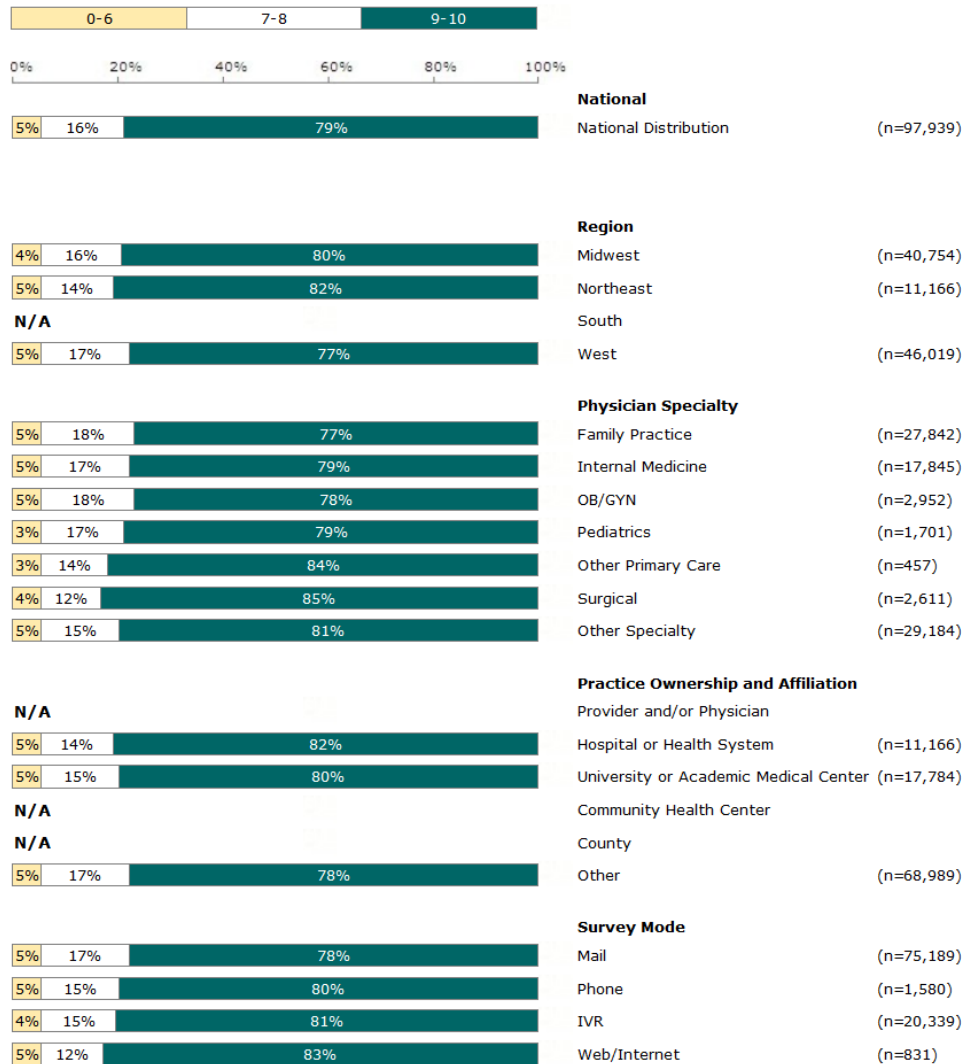 0-6 7-8 9-10
0% 20% 40% 60% 80% 100%
National
5% 16% 79% National Distribution (n=97,939)
Region
4% 16% 80% Midwest (n=40,754)
5% 14% 82% Northeast (n=11,166)
N/A South
5% 17% 77% West (n=46,019)
Physician Specialty
5% 18% 77% Family Practice (n=27,842)
5% 17% 79% Internal Medicine (n=17,845)
5% 18% 78% OB/GYN (n=2,952)
3% 17% 79% Pediatrics (n=1,701)
3% 14% 84% Other Primary Care (n=457)
4% 12% 85% Surgical (n=2,611)
5% 15% 81% Other Specialty (n=29,184)
Practice Ownership and Affiliation
N/A Provider and/or Physician
5% 14% 82% Hospital or Health System (n=11,166)
5% 15% 80% University or Academic Medical Center (n=17,784)
N/A Community Health Center
N/A County
5% 17% 78% Other (n=68,989)
Survey Mode
5% 17% 78% Mail (n=75,189)
5% 15% 80% Phone (n=1,580)
4% 15% 81% IVR (n=20,339)
5% 12% 83% Web/Internet (n=831)